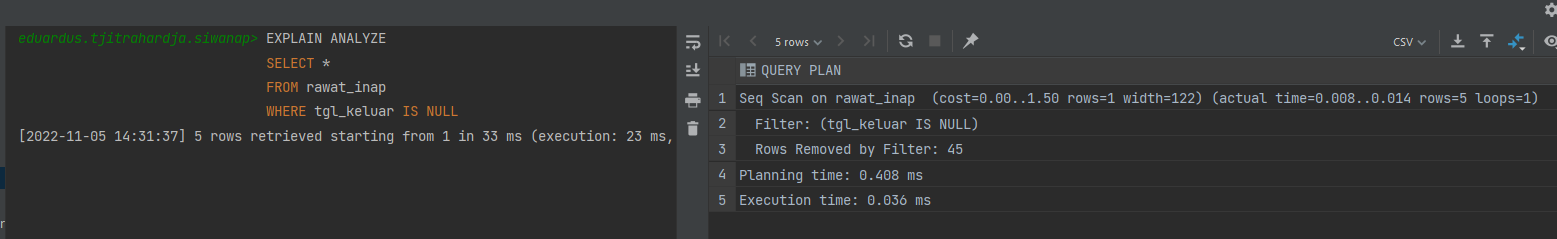 eduardus.tjitrahardja.siwanap> EXPLAIN ANALYZE
SELECT *
FROM rawat_inap
WHERE tgl_keluar IS NULL
[2022-11-05 14:31:37] 5 rows retrieved starting from 1 in 33 ms (execution: 23 ms,
5 rows
CSV
QUERY PLAN
1 Seq Scan on rawat_inap (cost=0.00..1.50 rows=1 width=122) (actual time=0.008..0.014 rows=5 loops=1)
2 Filter: (tgl_keluar IS NULL)
3 Rows Removed by Filter: 45
4 Planning time: 0.408 ms
5 Execution time: 0.036 ms